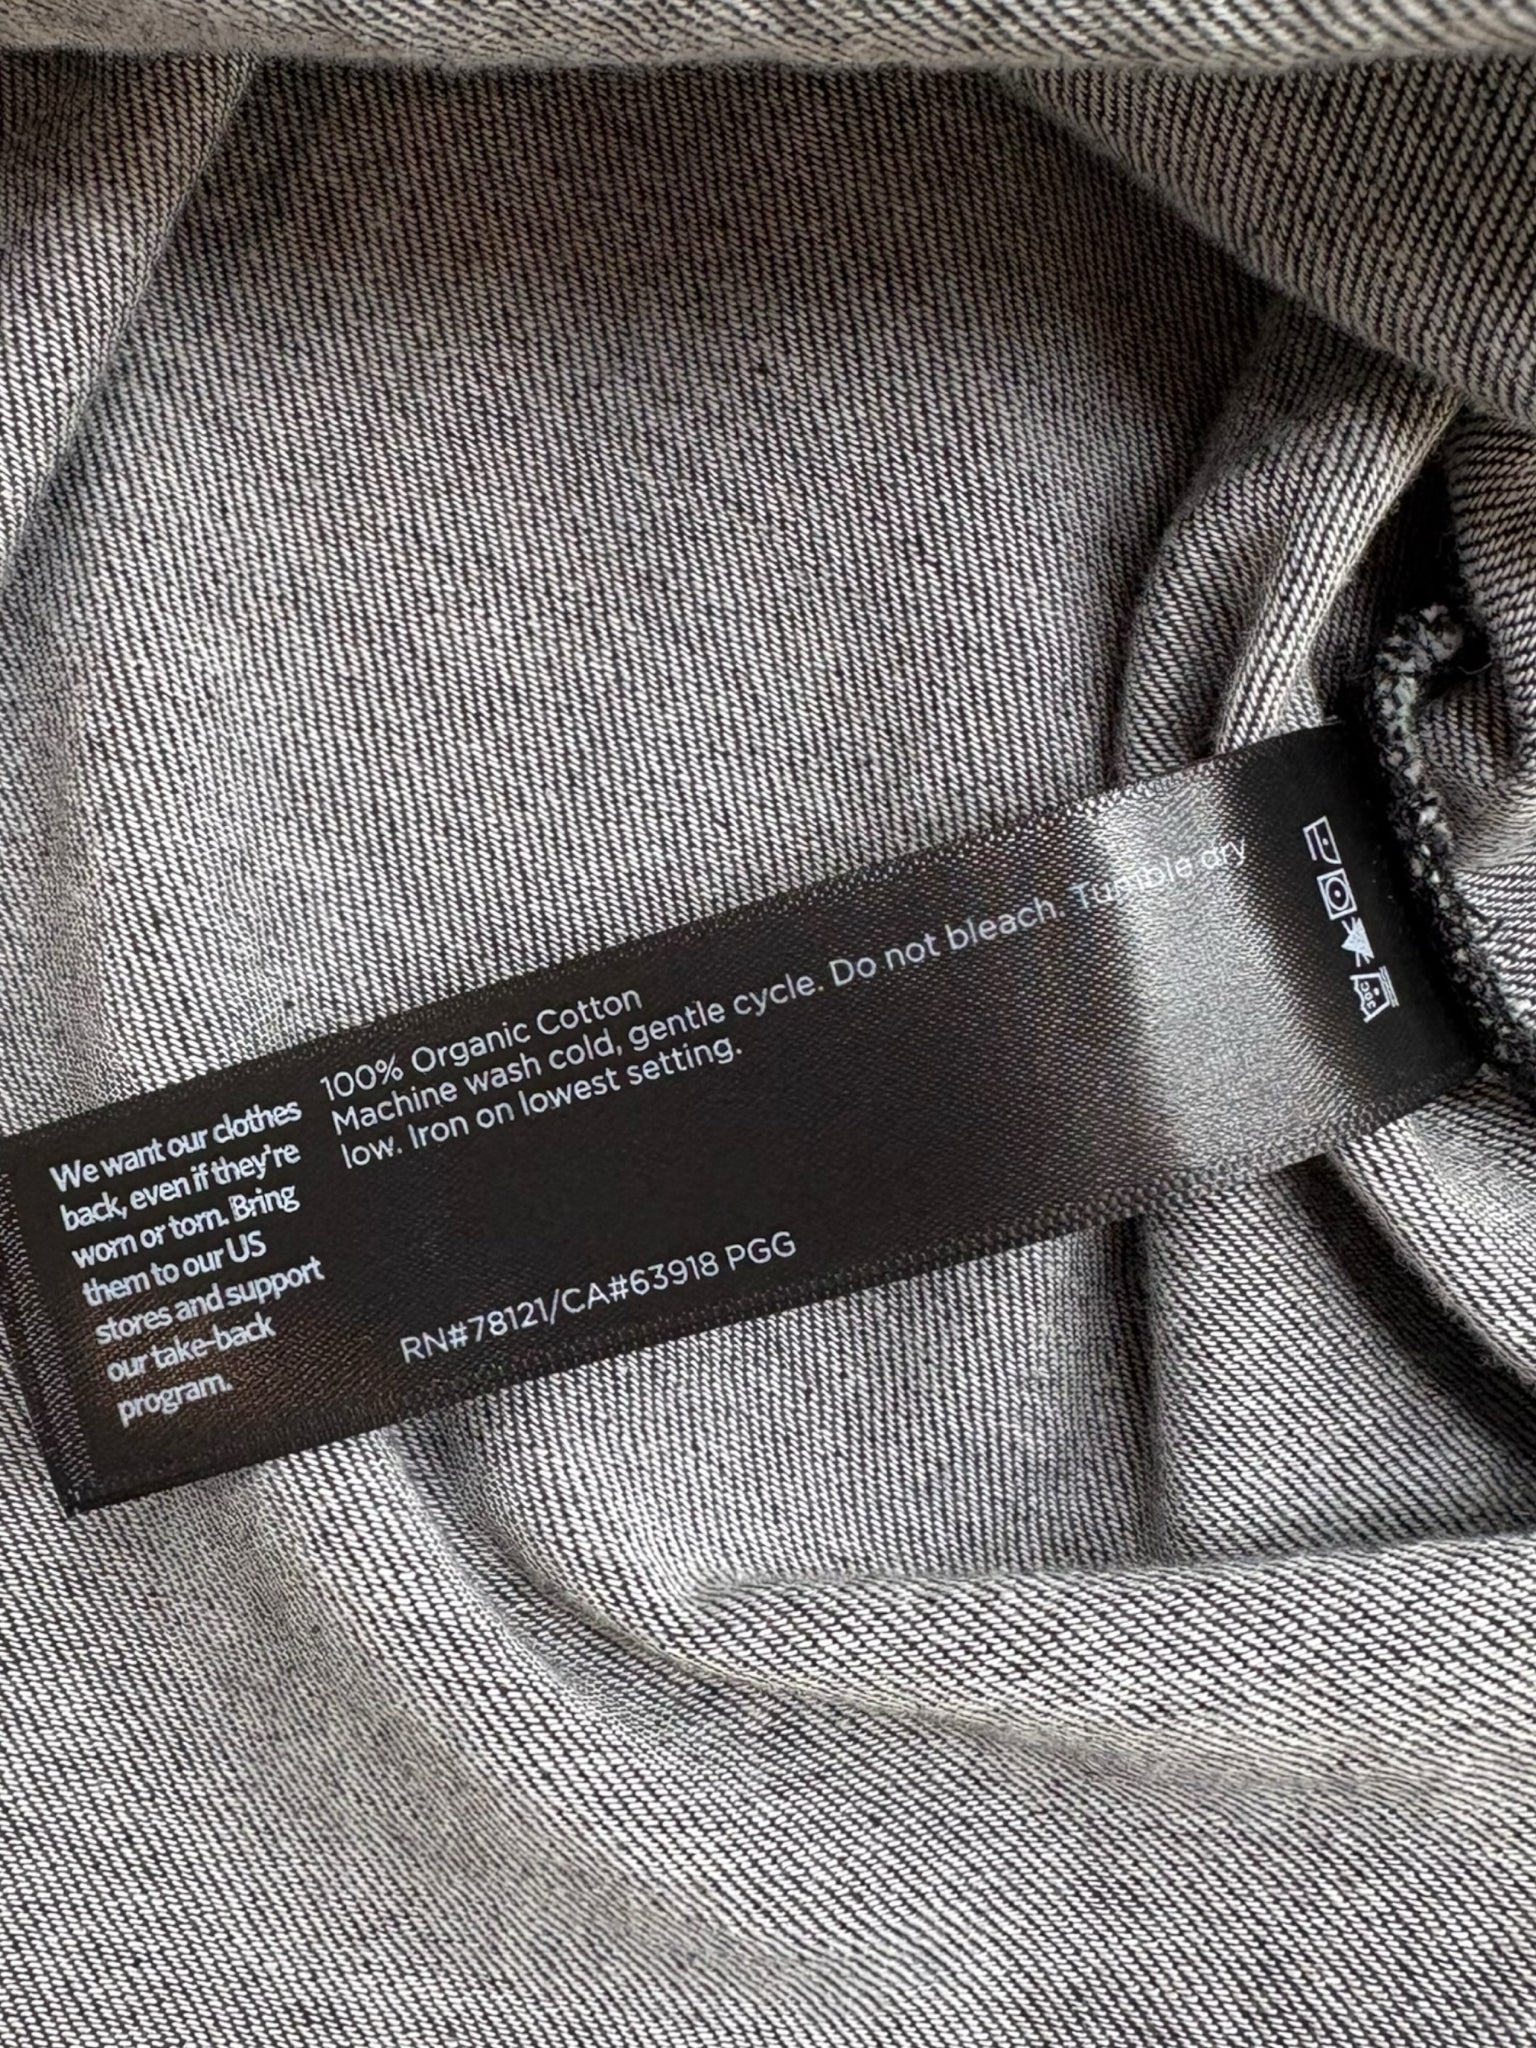 We want our clothes
back, even if they're
worn or torn. Bring
them to our US
stores and support
our take-back
program.
100% Organic Cotton
Machine wash cold, gentle cycle. Do not bleach. Tumble dry
low. Iron on lowest setting.
RN#78121/CA#63918 PGG
30C